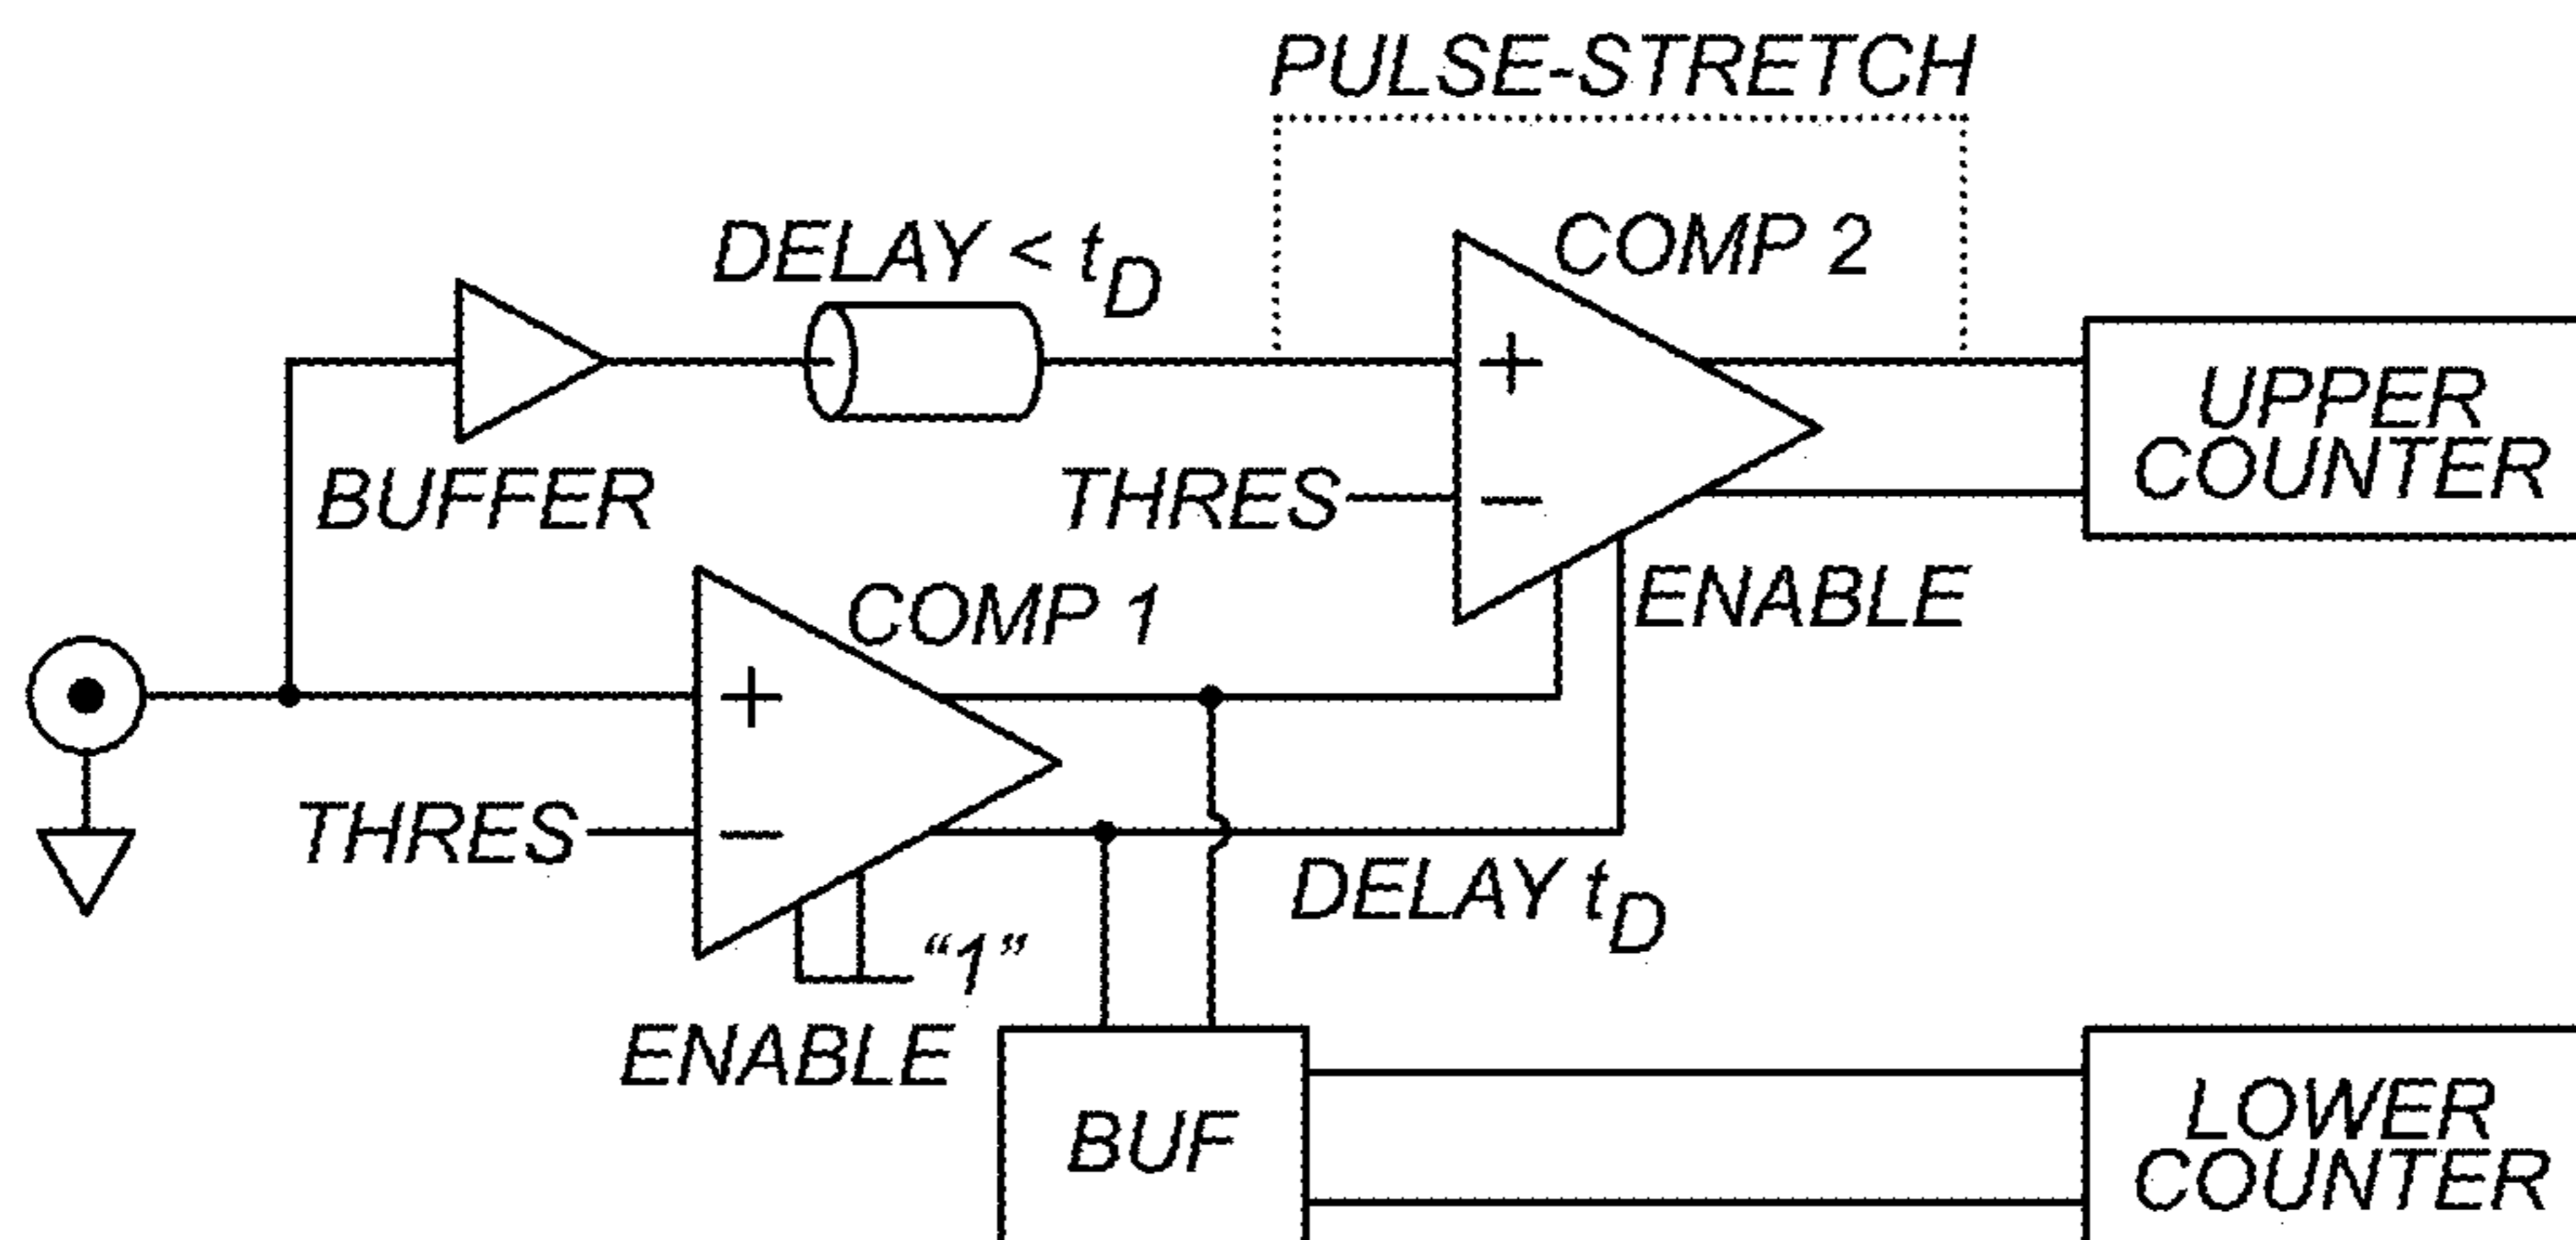 PULSE-STRETCH
DELAY < tD
COMP 2
BUFFER
THRES
+
−
UPPER
COUNTER
ENABLE
COMP 1
THRES
+
−
"1"
ENABLE
DELAY tD
BUF
LOWER
COUNTER